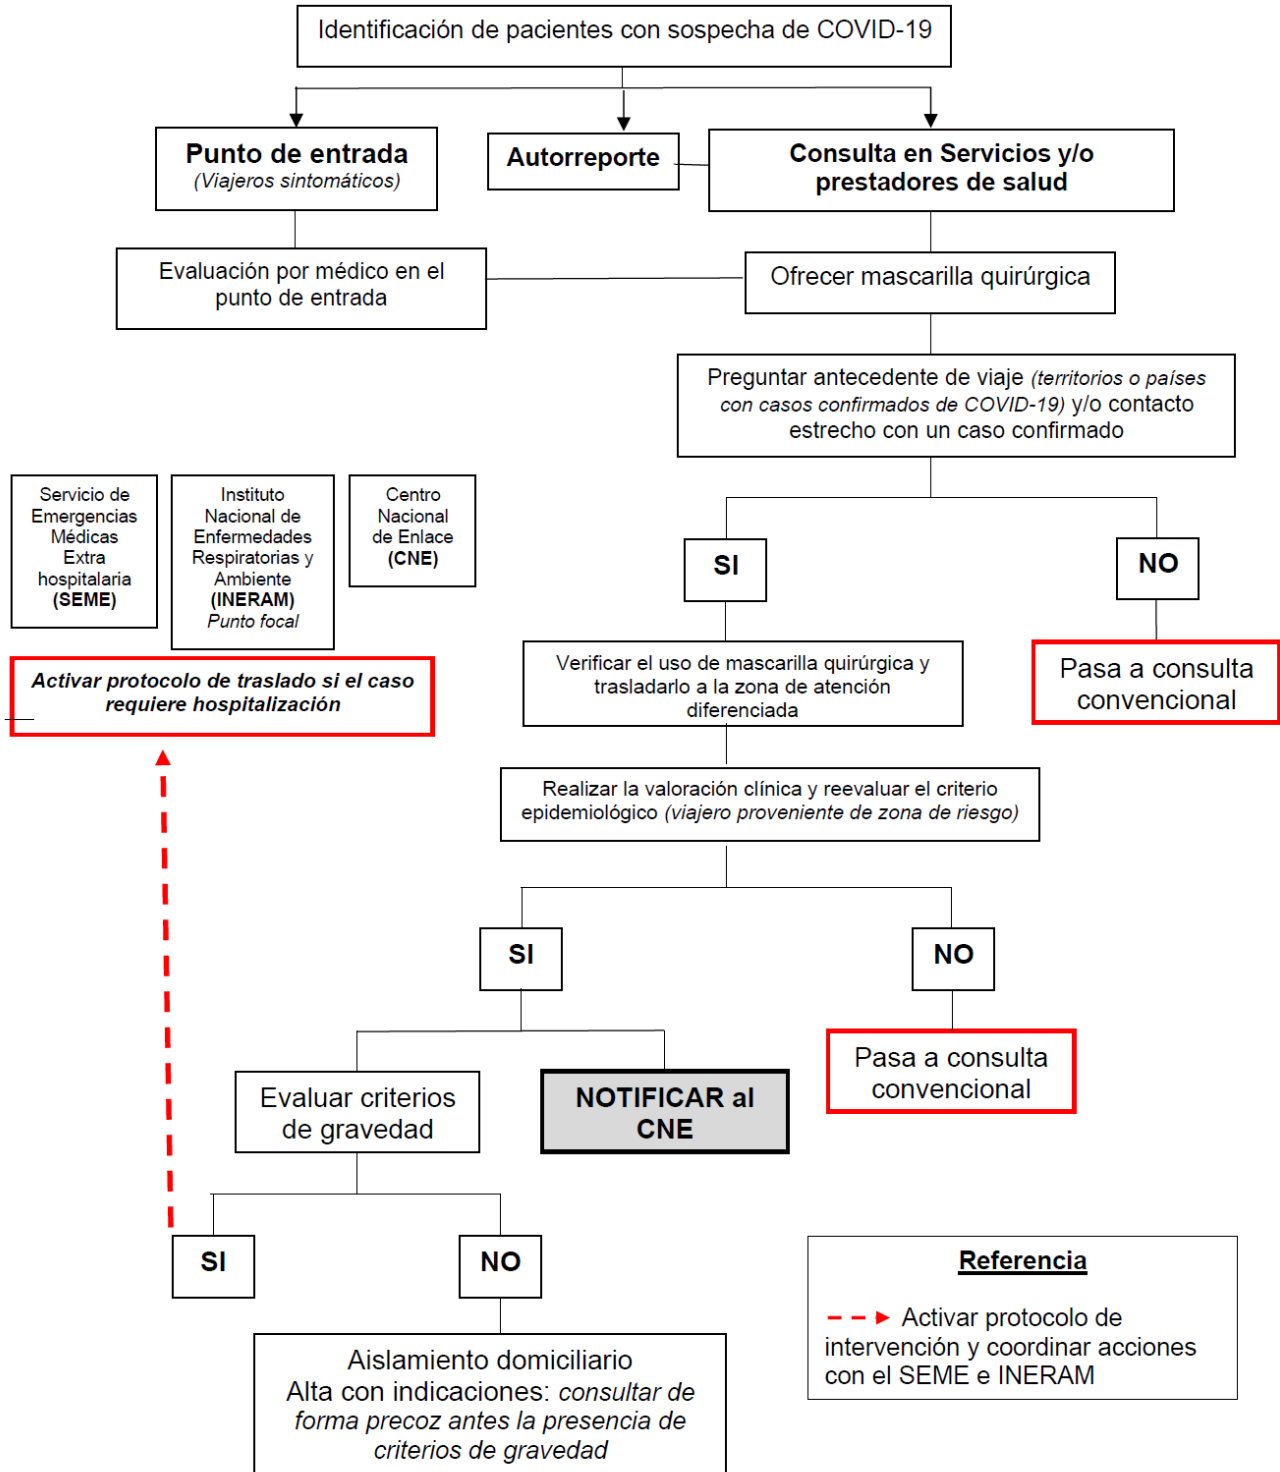 Identificación de pacientes con sospecha de COVID-19
Punto de entrada
(Viajeros sintomáticos)
Autorreporte
Consulta en Servicios y/o
prestadores de salud
Evaluación por médico en el
punto de entrada
Ofrecer mascarilla quirúrgica
Preguntar antecedente de viaje (territorios o países
con casos confirmados de COVID-19) y/o contacto
estrecho con un caso confirmado
Servicio de
Emergencias
Médicas
Extra
hospitalaria
(SEME)
Instituto
Nacional de
Enfermedades
Respiratorias y
Ambiente
(INERAM)
Punto focal
Centro
Nacional
de Enlace
(CNE)
SI
NO
Activar protocolo de traslado si el caso
requiere hospitalización
Verificar el uso de mascarilla quirúrgica y
trasladarlo a la zona de atención
diferenciada
Pasa a consulta
convencional
Realizar la valoración clínica y reevaluar el criterio
epidemiológico (viajero proveniente de zona de riesgo)
SI
NO
Evaluar criterios
de gravedad
NOTIFICAR al
CNE
Pasa a consulta
convencional
SI
NO
Aislamiento domiciliario
Alta con indicaciones: consultar de
forma precoz antes la presencia de
criterios de gravedad
Referencia
Activar protocolo de
intervención y coordinar acciones
con el SEME e INERAM